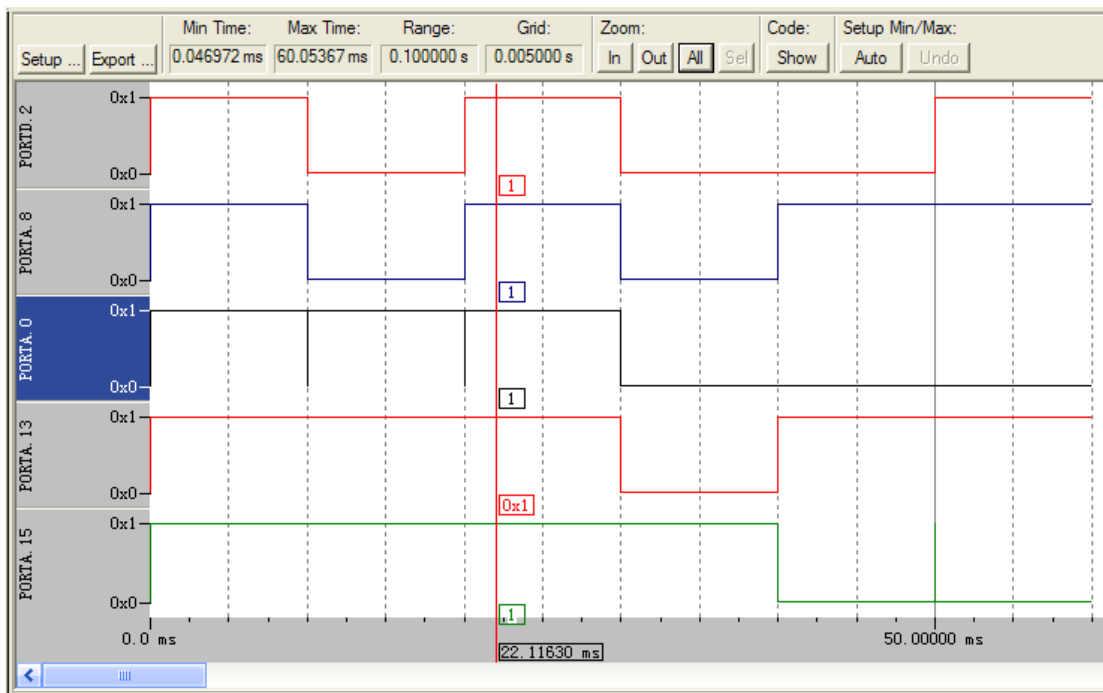 Min Time: Max Time: Range: Grid: Zoom: Code: Setup Min/Max:
Setup ... Export ... 0.046972 ms 60.05367 ms 0.100000 s 0.005000 s In Out All Sel Show Auto Undo
PORTD.2
0x1
0x0
1
PORTA.8
0x1
0x0
1
PORTA.0
0x1
0x0
1
PORTA.13
0x1
0x0
0x1
PORTA.15
0x1
0x0
1
0.0 ms 50.00000 ms
22.11630 ms